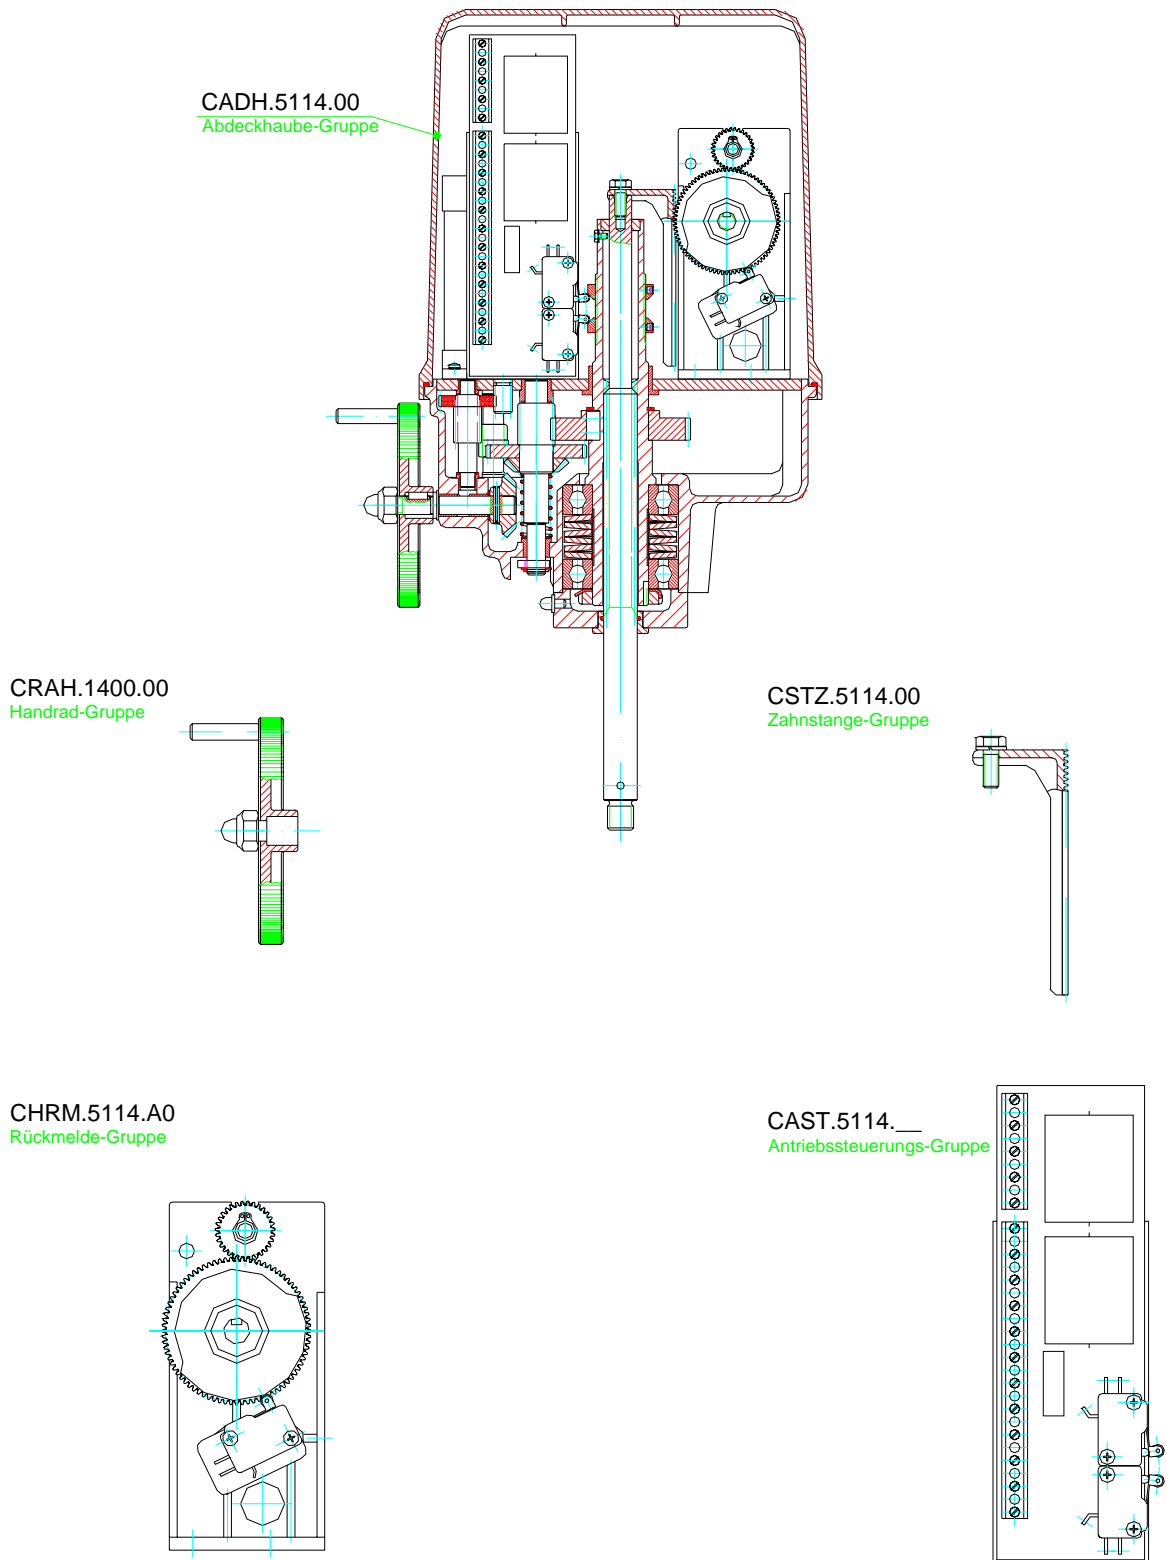 CADH.5114.00
Abdeckhaube-Gruppe
CRAH.1400.00
Handrad-Gruppe
CSTZ.5114.00
Zahnstange-Gruppe
CHRM.5114.A0
Rückmelde-Gruppe
CAST.5114.__
Antriebssteuerungs-Gruppe